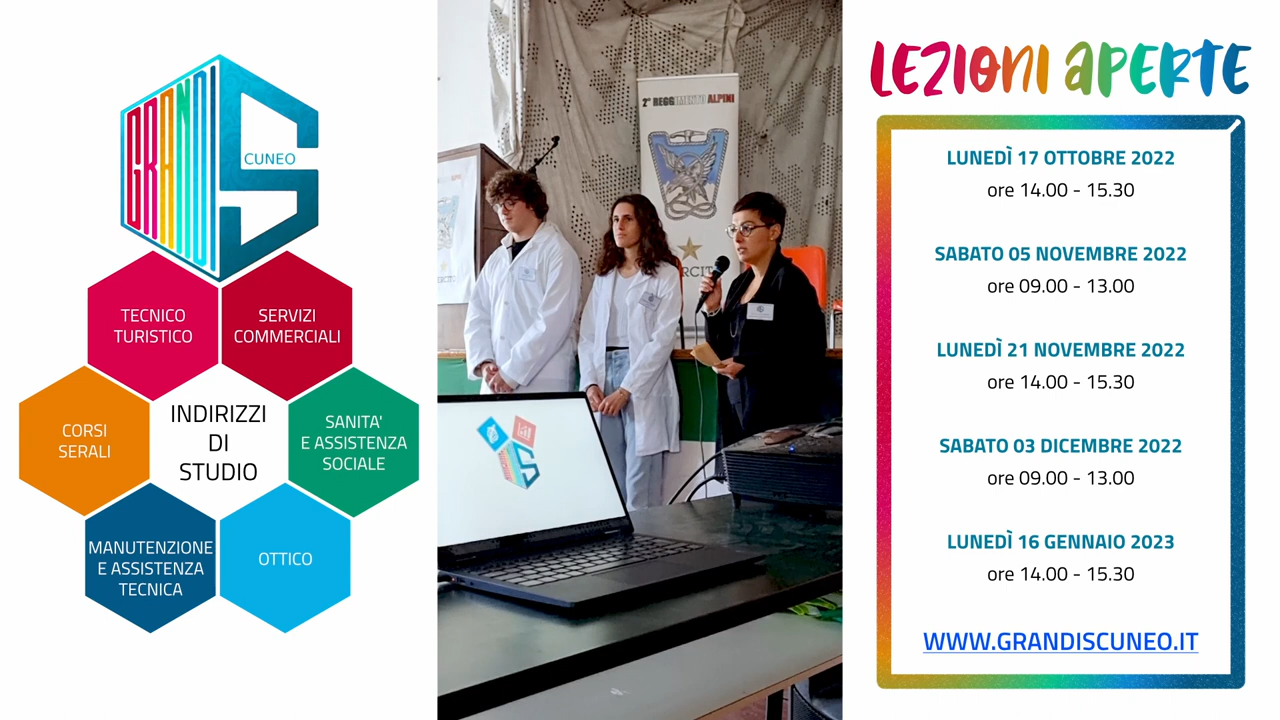 GRANDIS
CUNEO
TECNICO
TURISTICO
SERVIZI
COMMERCIALI
CORSI
SERALI
INDIRIZZI
DI
STUDIO
SANITA'
E ASSISTENZA
SOCIALE
MANUTENZIONE
E ASSISTENZA
TECNICA
OTTICO
2° REGGIMENTO ALPINI
LEZIONI APERTE
LUNEDÌ 17 OTTOBRE 2022
ore 14.00 - 15.30
SABATO 05 NOVEMBRE 2022
ore 09.00 - 13.00
LUNEDÌ 21 NOVEMBRE 2022
ore 14.00 - 15.30
SABATO 03 DICEMBRE 2022
ore 09.00 - 13.00
LUNEDÌ 16 GENNAIO 2023
ore 14.00 - 15.30
WWW.GRANDISCUNEO.IT